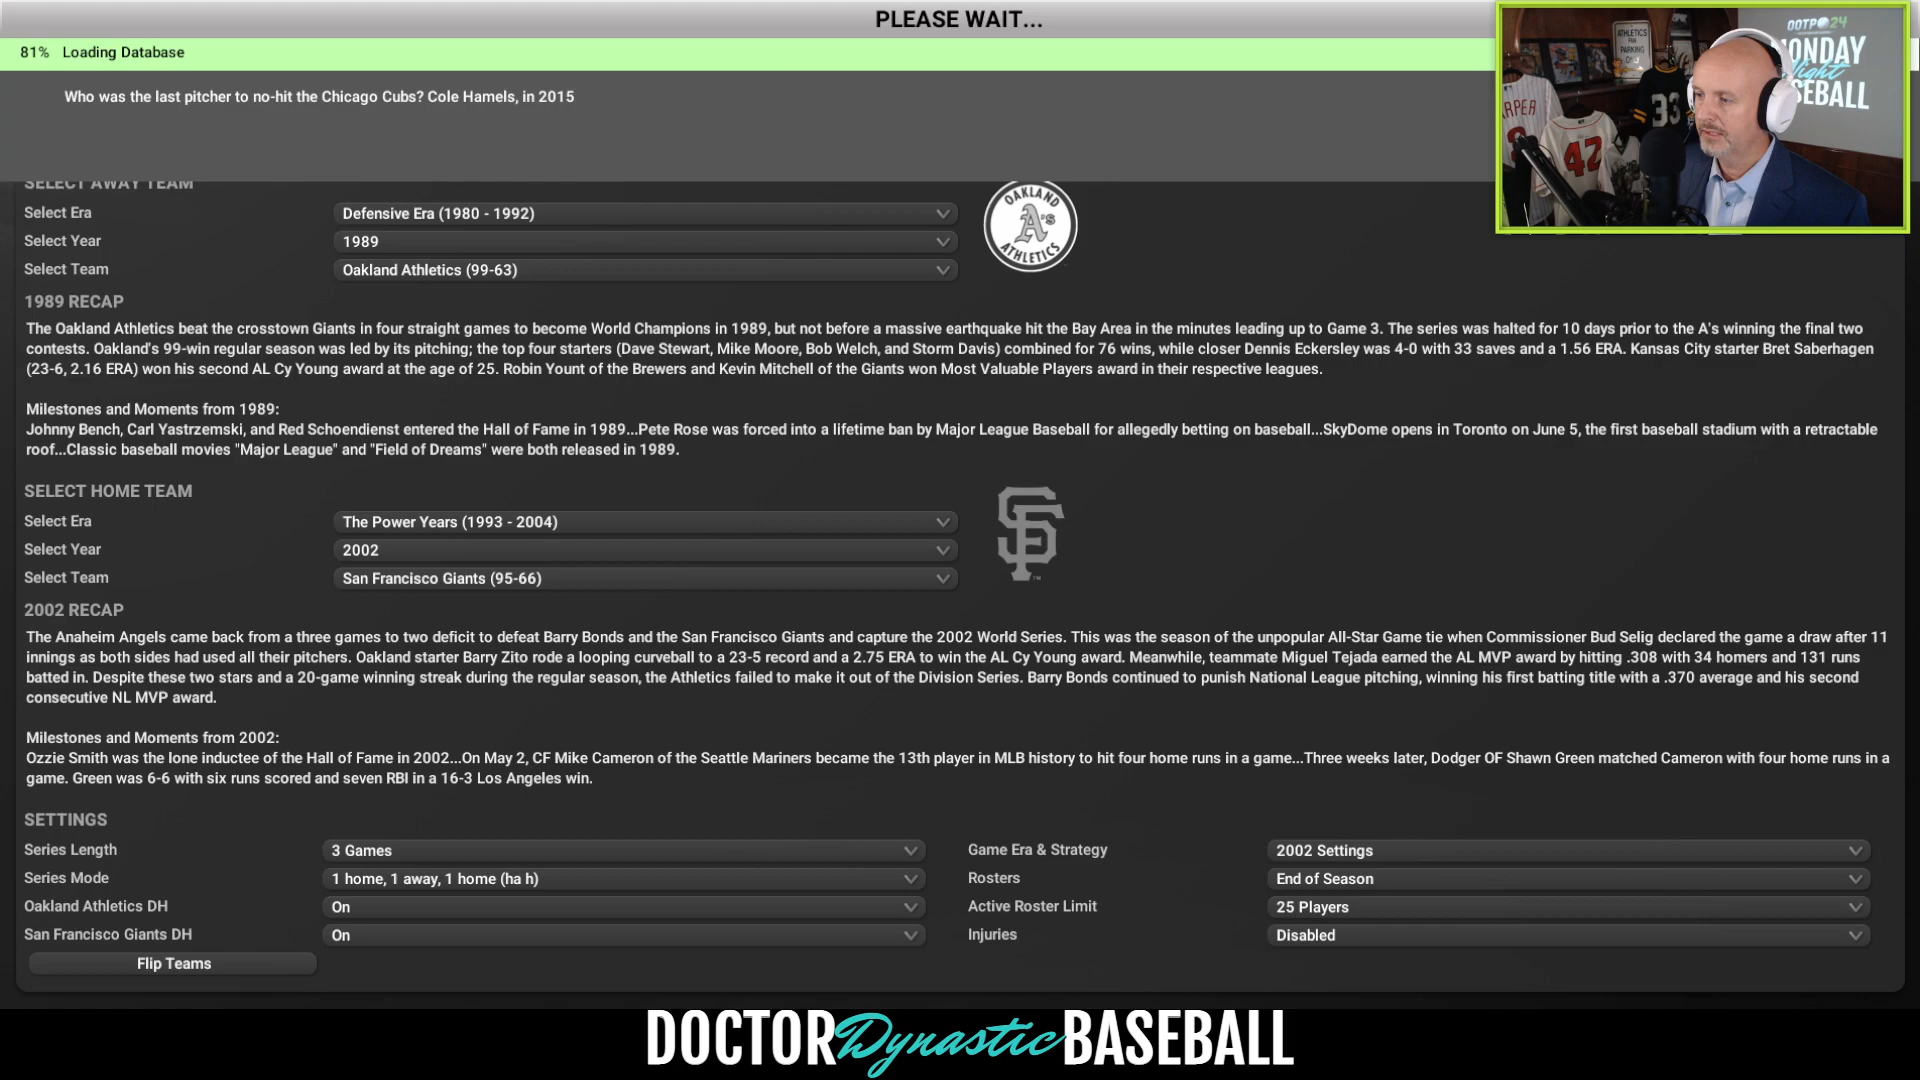 PLEASE WAIT...
81% Loading Database
Who was the last pitcher to no-hit the Chicago Cubs? Cole Hamels, in 2015
OOTP 24
MONDAY
Night
BASEBALL
ATHLETICS
FAN
PARKING
ONLY
33
42
SELECT AWAY TEAM
Select Era Defensive Era (1980 - 1992)
Select Year 1989
Select Team Oakland Athletics (99-63)
OAKLAND
A's
ATHLETICS
1989 RECAP
The Oakland Athletics beat the crosstown Giants in four straight games to become World Champions in 1989, but not before a massive earthquake hit the Bay Area in the minutes leading up to Game 3. The series was halted for 10 days prior to the A's winning the final two
contests. Oakland's 99-win regular season was led by its pitching; the top four starters (Dave Stewart, Mike Moore, Bob Welch, and Storm Davis) combined for 76 wins, while closer Dennis Eckersley was 4-0 with 33 saves and a 1.56 ERA. Kansas City starter Bret Saberhagen
(23-6, 2.16 ERA) won his second AL Cy Young award at the age of 25. Robin Yount of the Brewers and Kevin Mitchell of the Giants won Most Valuable Players award in their respective leagues.
Milestones and Moments from 1989:
Johnny Bench, Carl Yastrzemski, and Red Schoendienst entered the Hall of Fame in 1989...Pete Rose was forced into a lifetime ban by Major League Baseball for allegedly betting on baseball...SkyDome opens in Toronto on June 5, the first baseball stadium with a retractable
roof...Classic baseball movies "Major League" and "Field of Dreams" were both released in 1989.
SELECT HOME TEAM
Select Era The Power Years (1993 - 2004)
Select Year 2002
Select Team San Francisco Giants (95-66)
SF
2002 RECAP
The Anaheim Angels came back from a three games to two deficit to defeat Barry Bonds and the San Francisco Giants and capture the 2002 World Series. This was the season of the unpopular All-Star Game tie when Commissioner Bud Selig declared the game a draw after 11
innings as both sides had used all their pitchers. Oakland starter Barry Zito rode a looping curveball to a 23-5 record and a 2.75 ERA to win the AL Cy Young award. Meanwhile, teammate Miguel Tejada earned the AL MVP award by hitting .308 with 34 homers and 131 runs
batted in. Despite these two stars and a 20-game winning streak during the regular season, the Athletics failed to make it out of the Division Series. Barry Bonds continued to punish National League pitching, winning his first batting title with a .370 average and his second
consecutive NL MVP award.
Milestones and Moments from 2002:
Ozzie Smith was the lone inductee of the Hall of Fame in 2002...On May 2, CF Mike Cameron of the Seattle Mariners became the 13th player in MLB history to hit four home runs in a game...Three weeks later, Dodger OF Shawn Green matched Cameron with four home runs in a
game. Green was 6-6 with six runs scored and seven RBI in a 16-3 Los Angeles win.
SETTINGS
Series Length 3 Games Game Era & Strategy 2002 Settings
Series Mode 1 home, 1 away, 1 home (ha h) Rosters End of Season
Oakland Athletics DH On Active Roster Limit 25 Players
San Francisco Giants DH On Injuries Disabled
Flip Teams
DOCTOR Dynastic BASEBALL